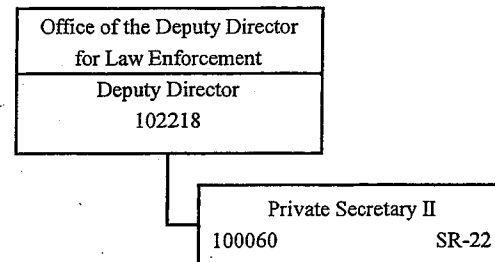 Office of the Deputy Director
for Law Enforcement
Deputy Director
102218
Private Secretary II
100060 SR-22